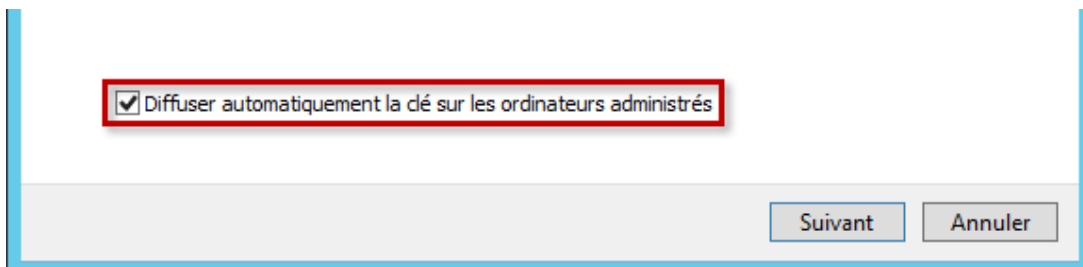 Diffuser automatiquement la clé sur les ordinateurs administrés
Suivant Annuler